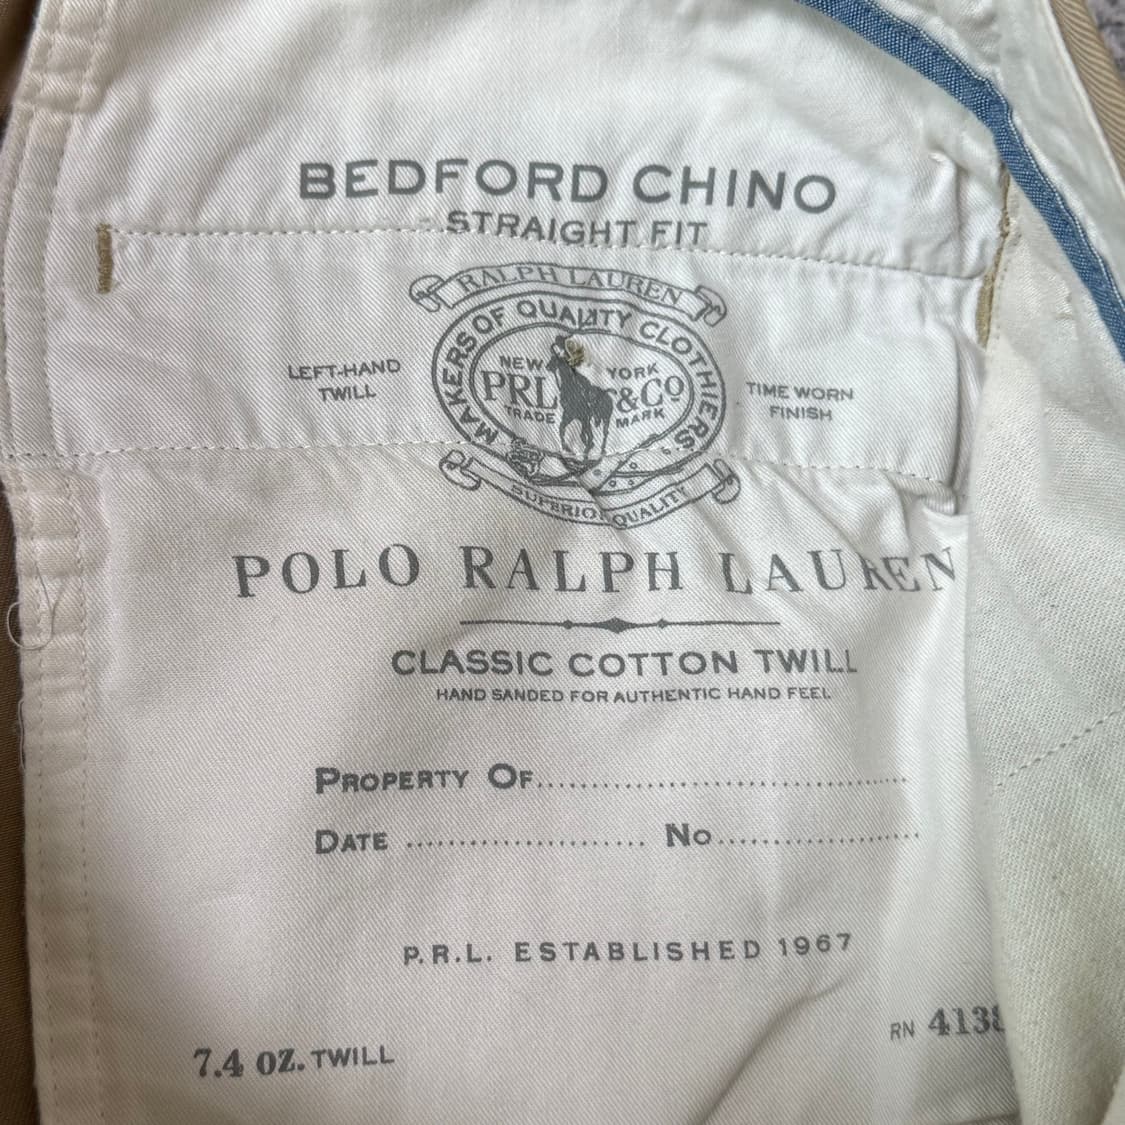 BEDFORD CHINO
STRAIGHT FIT
RALPH LAUREN
MAKERS OF QUALITY CLOTHIERS
LEFT-HAND
TWILL
NEW YORK
PRL &CO
TRADE MARK
TIME WORN
FINISH
SUPERIOR QUALITY
POLO RALPH LAUREN
CLASSIC COTTON TWILL
HAND SANDED FOR AUTHENTIC HAND FEEL
PROPERTY OF........................................
DATE ...................... NO......................
P.R.L. ESTABLISHED 1967
RN 4138
7.4 OZ. TWILL